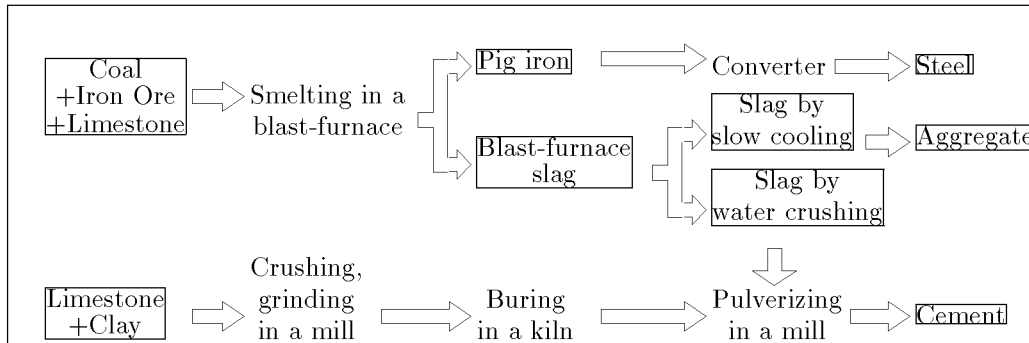 Coal
+Iron Ore
+Limestone
Smelting in a
blast-furnace
Pig iron
Converter
Steel
Blast-furnace
slag
Slag by
slow cooling
Aggregate
Slag by
water crushing
Limestone
+Clay
Crushing,
grinding
in a mill
Buring
in a kiln
Pulverizing
in a mill
Cement